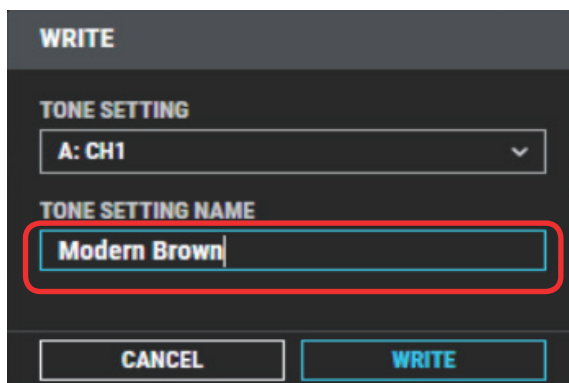 WRITE
TONE SETTING
A: CH1
TONE SETTING NAME
Modern Brown
CANCEL WRITE